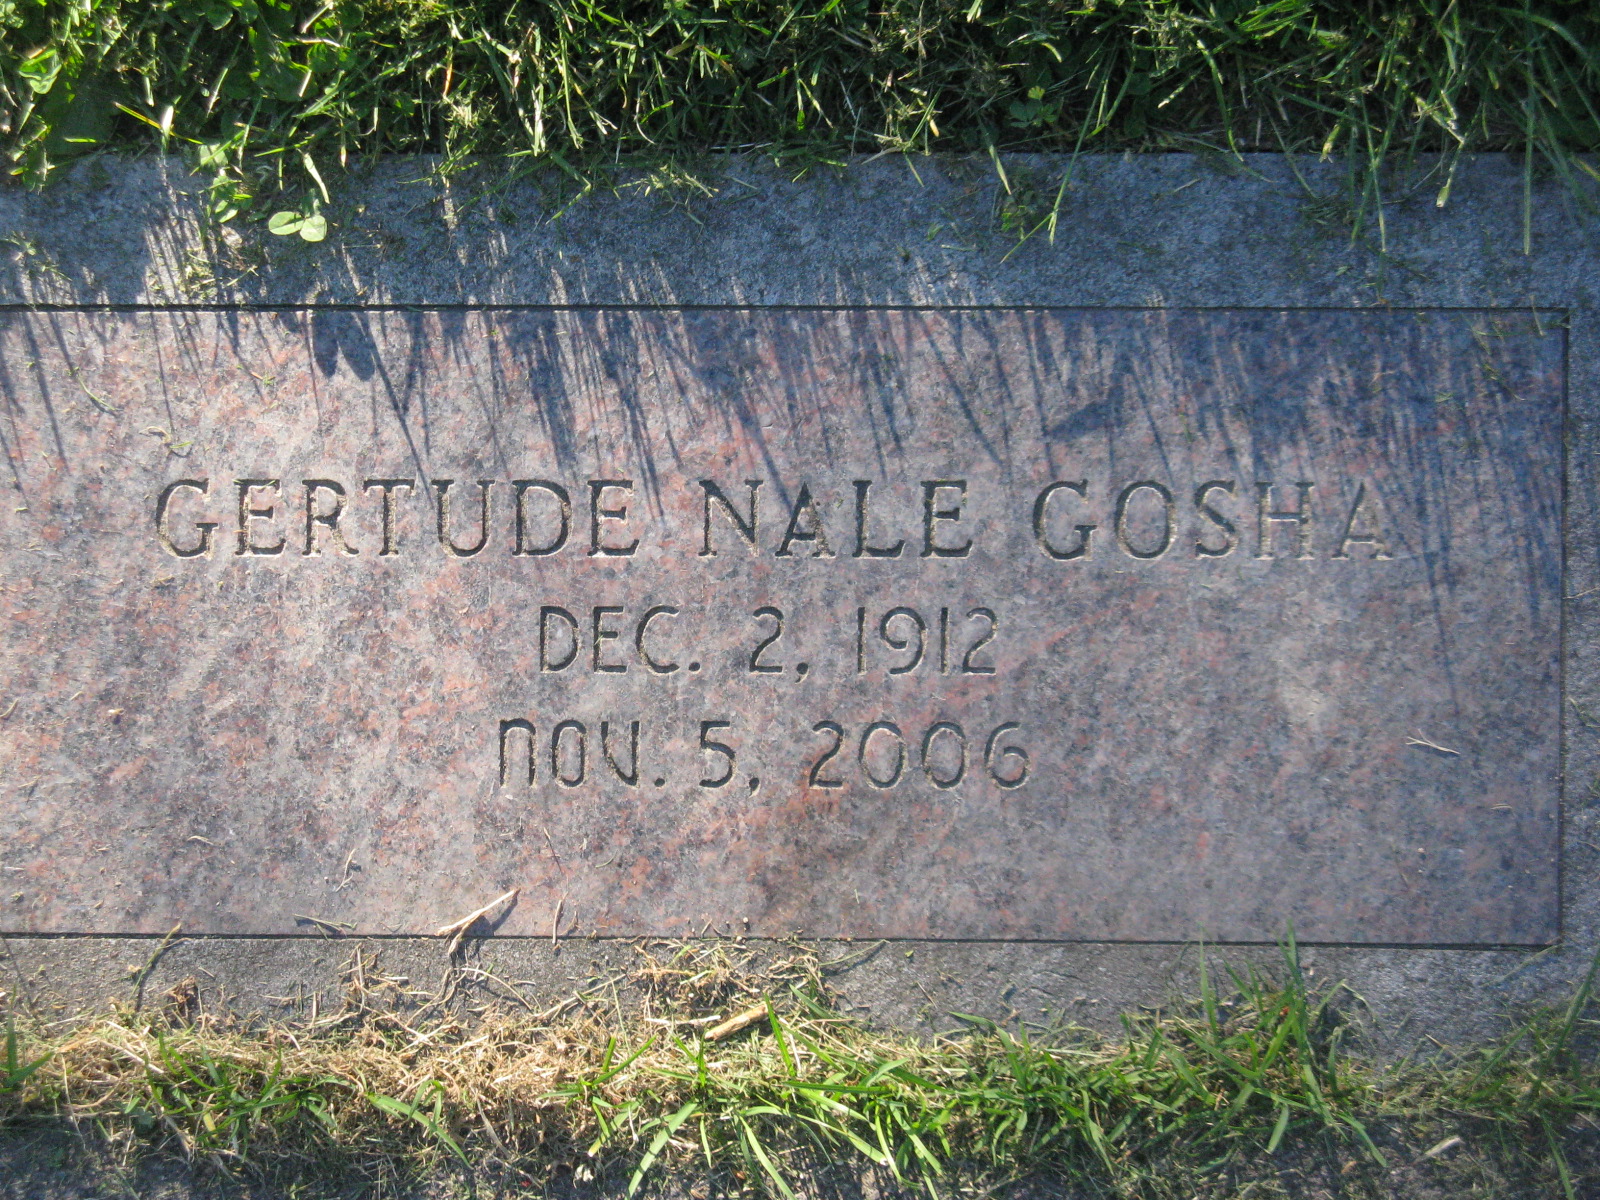 GERTUDE NALE GOSHA
DEC. 2, 1912
NOV. 5, 2006